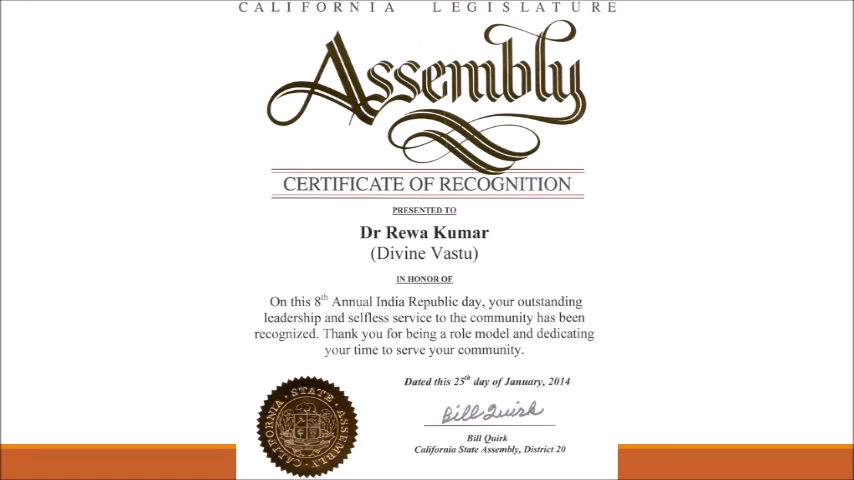 CALIFORNIA LEGISLATURE
Assembly
CERTIFICATE OF RECOGNITION
PRESENTED TO
Dr Rewa Kumar
(Divine Vastu)
IN HONOR OF
On this 8th Annual India Republic day, your outstanding
leadership and selfless service to the community has been
recognized. Thank you for being a role model and dedicating
your time to serve your community.
Dated this 25th day of January, 2014
Bill Quirk
Bill Quirk
California State Assembly, District 20
CALIFORNIA STATE ASSEMBLY